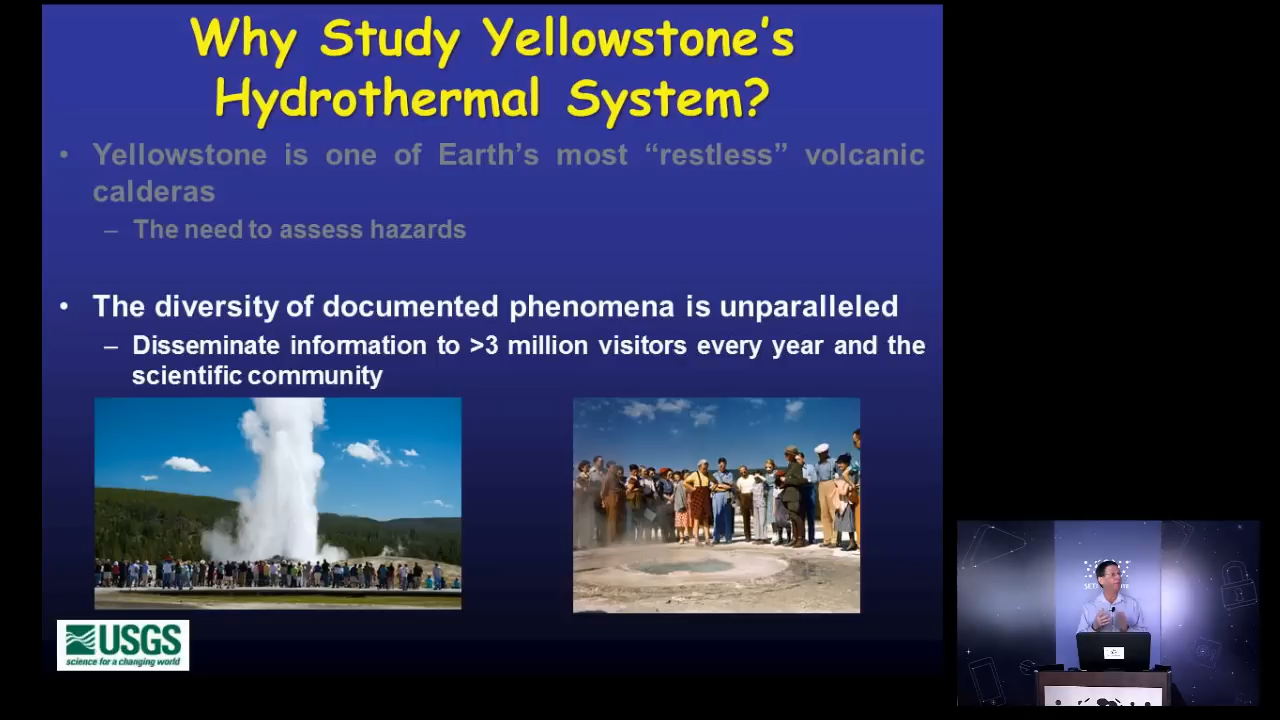 Why Study Yellowstone's
Hydrothermal System?
• Yellowstone is one of Earth's most “restless” volcanic
calderas
– The need to assess hazards
• The diversity of documented phenomena is unparalleled
– Disseminate information to >3 million visitors every year and the
scientific community
USGS
science for a changing world